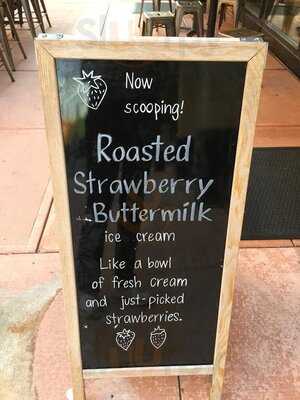 Now
scooping!
Roasted
Strawberry
Buttermilk
ice cream
Like a bowl
of fresh cream
and just-picked
strawberries.